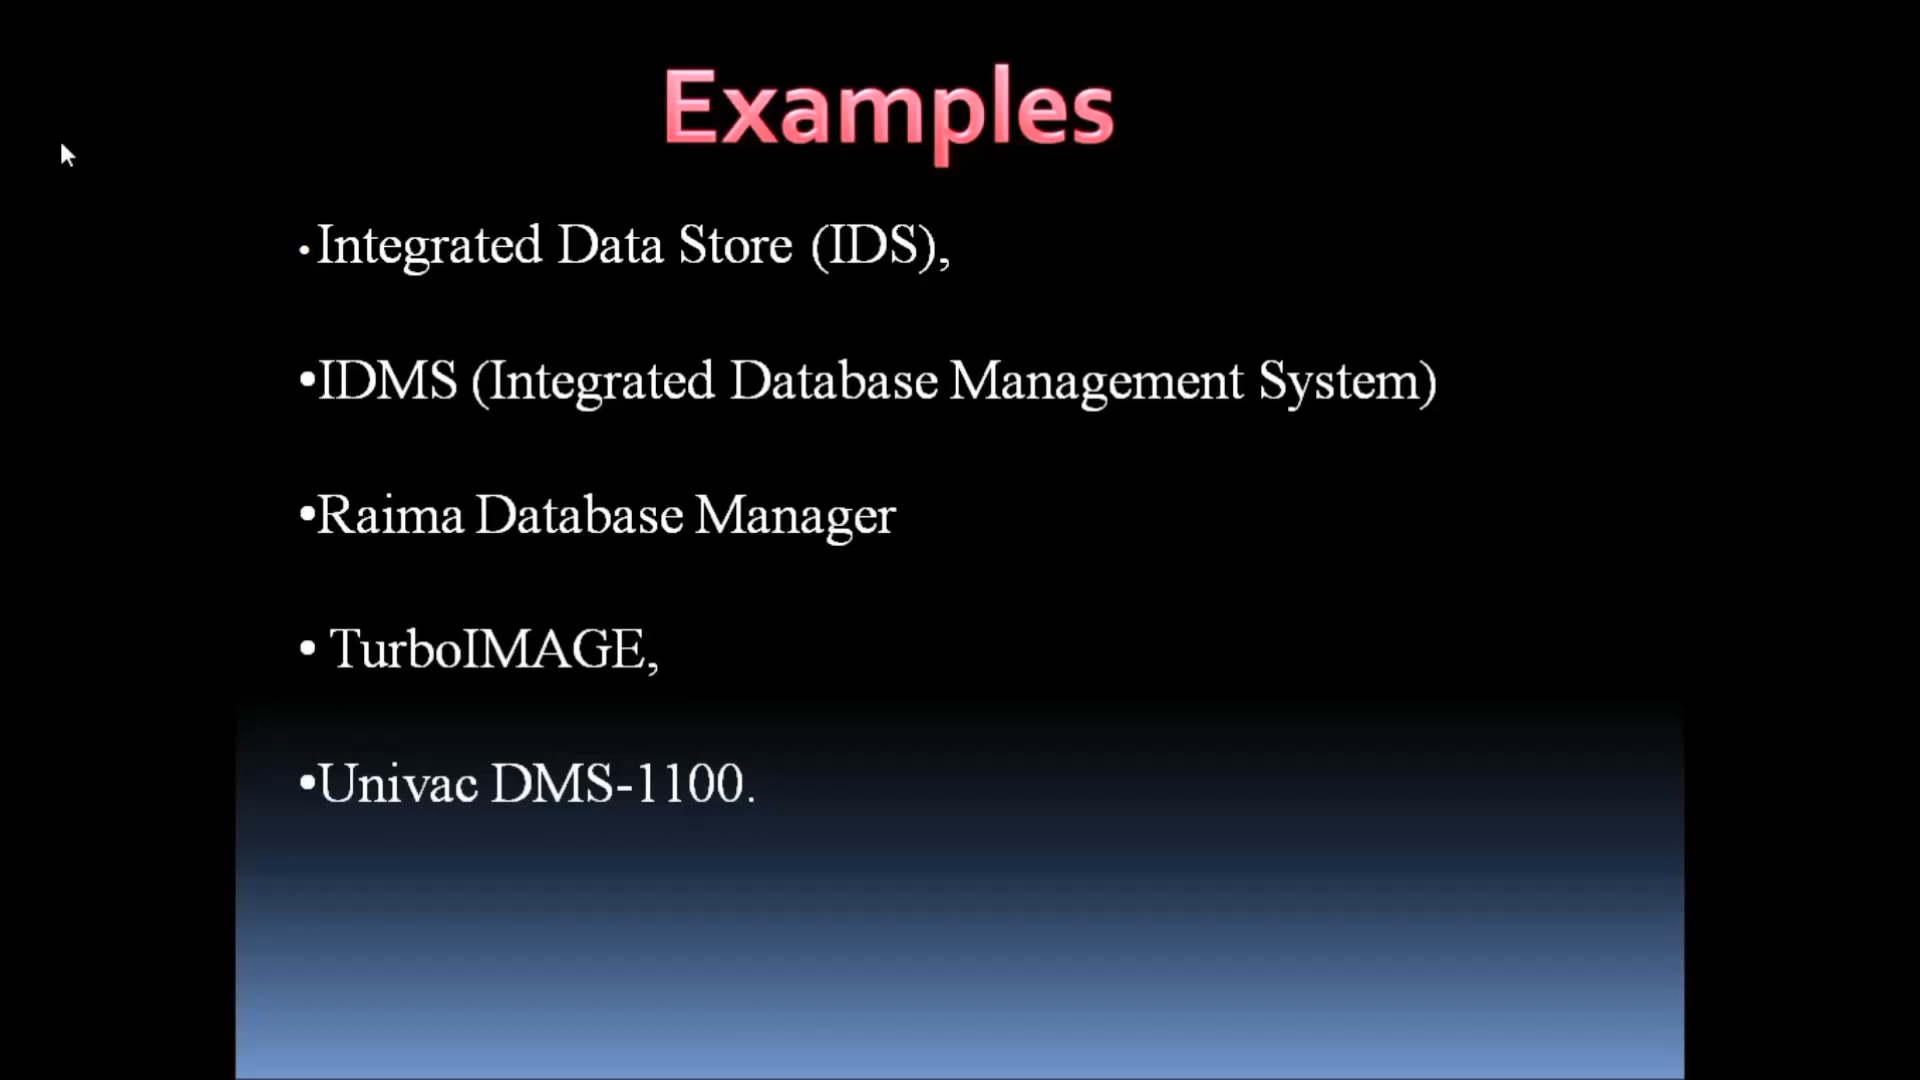 Examples
•Integrated Data Store (IDS),
•IDMS (Integrated Database Management System)
•Raima Database Manager
• TurboIMAGE,
•Univac DMS-1100.